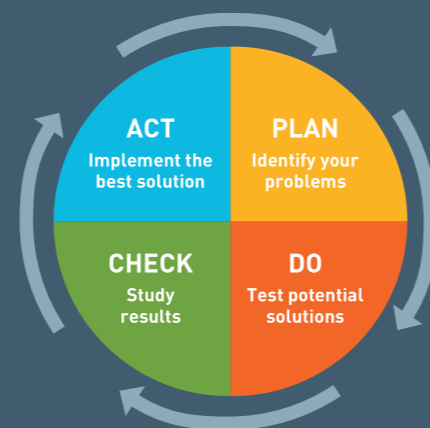 ACT
Implement the
best solution
PLAN
Identify your
problems
CHECK
Study
results
DO
Test potential
solutions